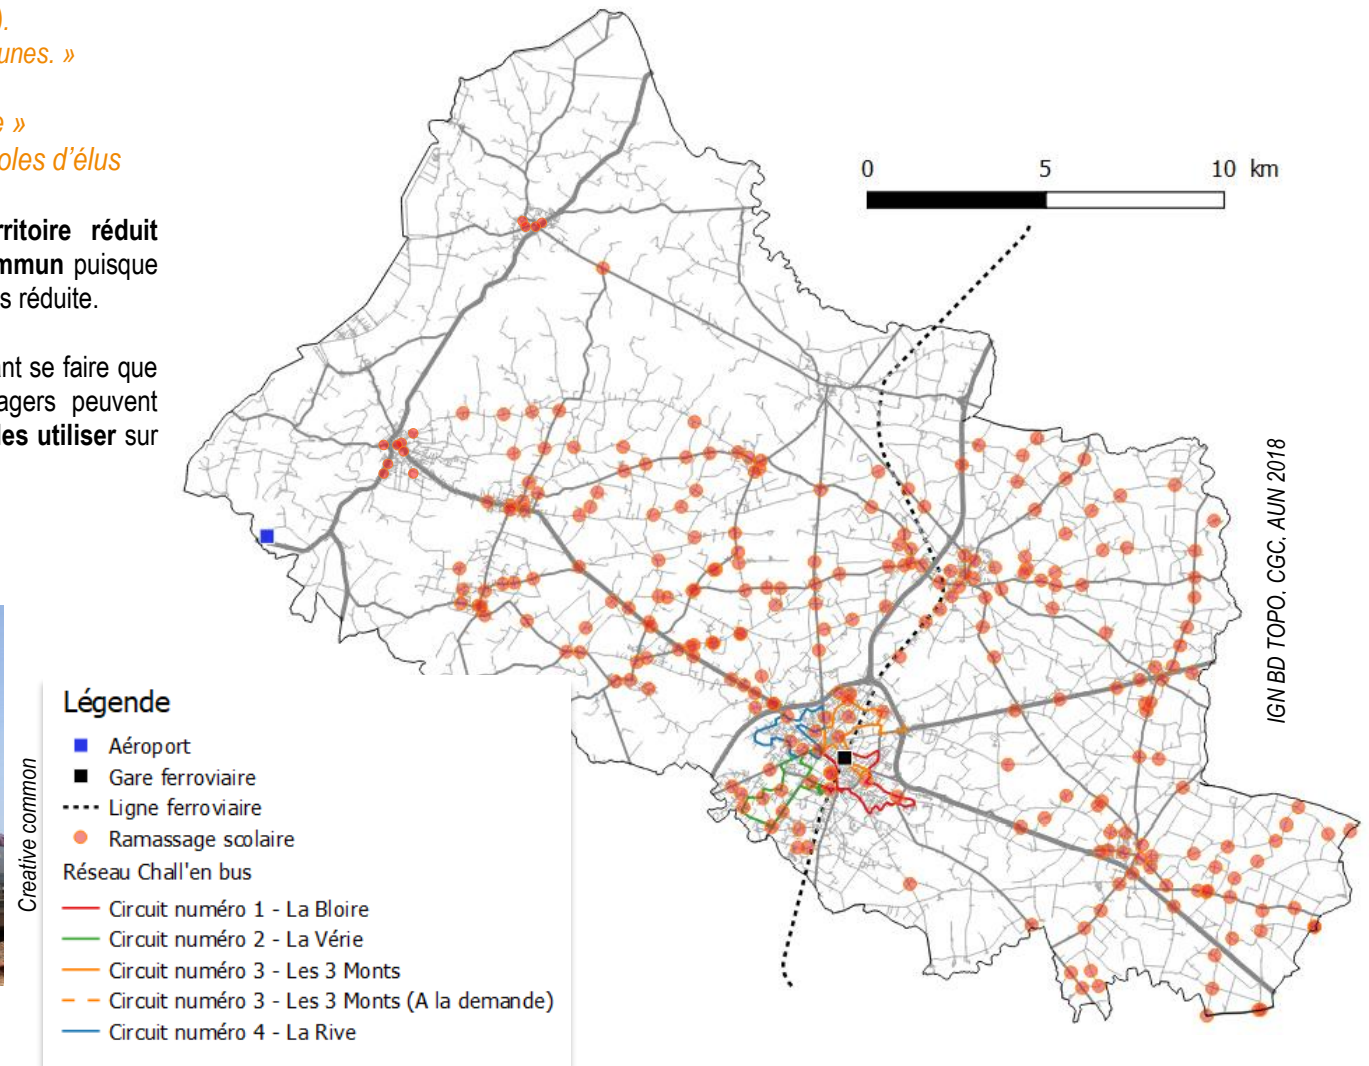 ).
unes. »
e »
oles d'élus
rritoire réduit
mmun puisque
s réduite.
ant se faire que
agers peuvent
les utiliser sur
0 5 10 km
IGN BD TOPO, CGC, AUN 2018
Creative common
Légende
Aéroport
Gare ferroviaire
Ligne ferroviaire
Ramassage scolaire
Réseau Chall'en bus
Circuit numéro 1 - La Bloire
Circuit numéro 2 - La Vérie
Circuit numéro 3 - Les 3 Monts
Circuit numéro 3 - Les 3 Monts (A la demande)
Circuit numéro 4 - La Rive